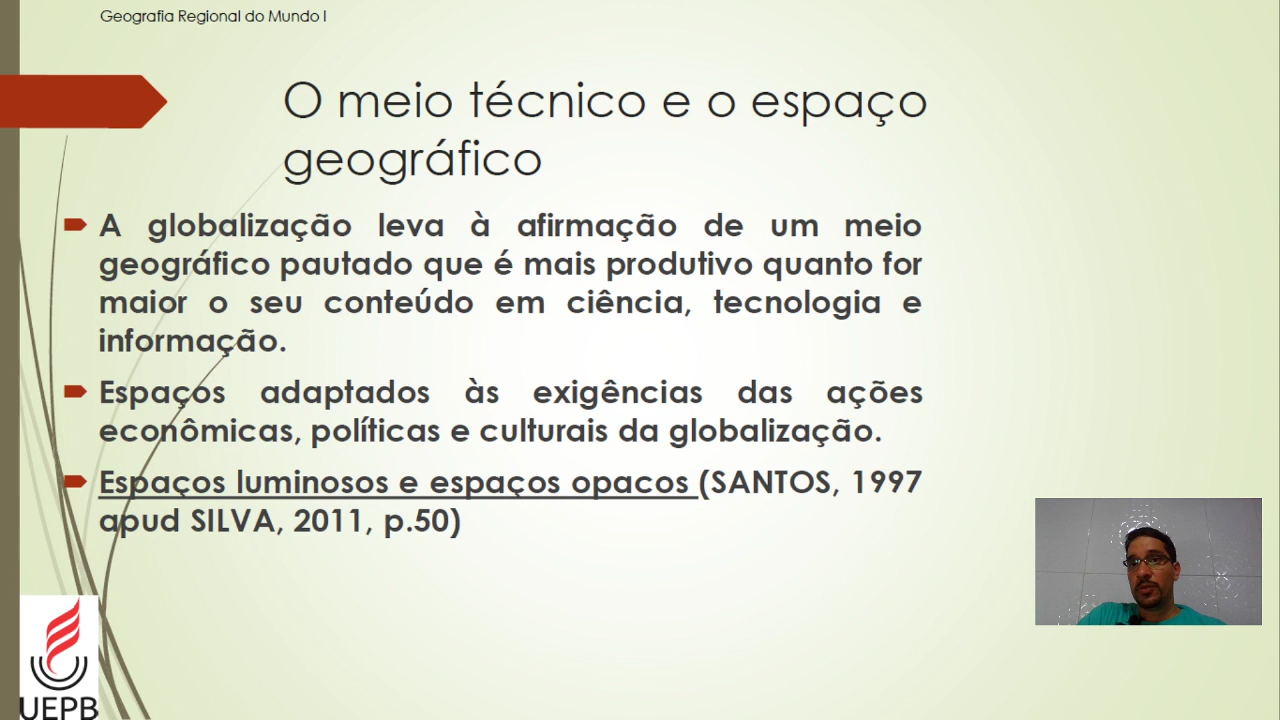 Geografia Regional do Mundo I
O meio técnico e o espaço
geográfico
A globalização leva à afirmação de um meio
geográfico pautado que é mais produtivo quanto for
maior o seu conteúdo em ciência, tecnologia e
informação.
Espaços adaptados às exigências das ações
econômicas, políticas e culturais da globalização.
Espaços luminosos e espaços opacos (SANTOS, 1997
apud SILVA, 2011, p.50)
UEPB